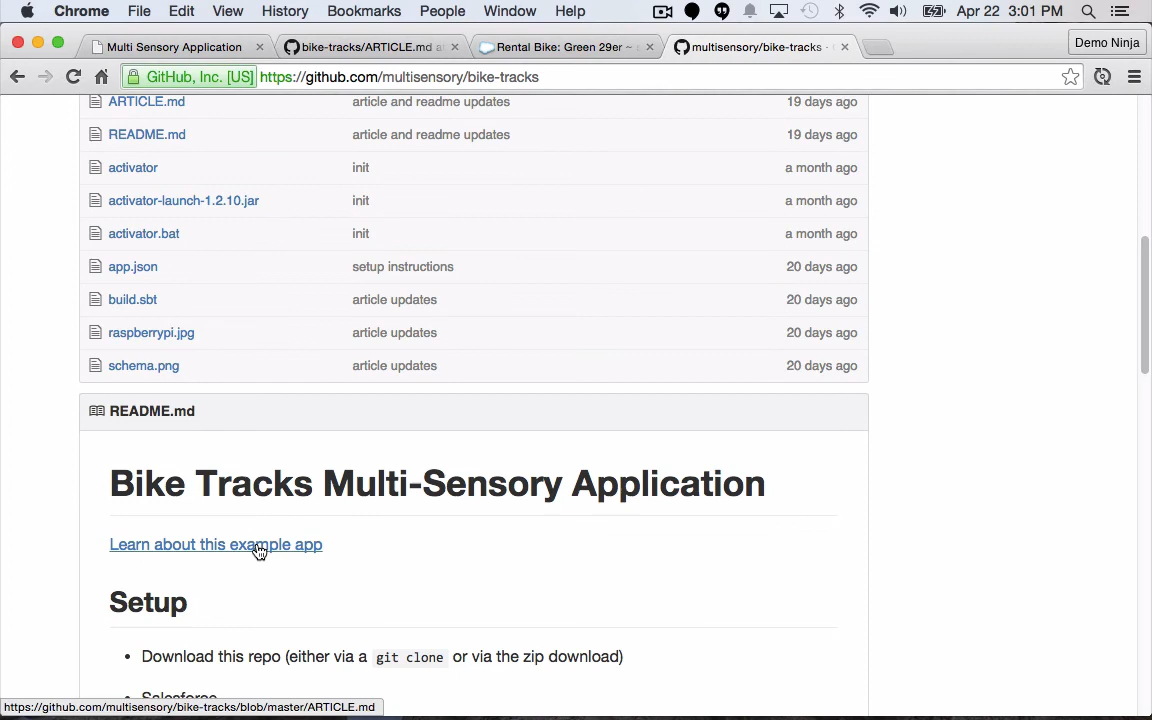 Chrome File Edit View History Bookmarks People Window Help Apr 22 3:01 PM
Multi Sensory Application bike-tracks/ARTICLE.md at Rental Bike: Green 29er ~ multisensory/bike-tracks · Demo Ninja
GitHub, Inc. [US] https://github.com/multisensory/bike-tracks
ARTICLE.md article and readme updates 19 days ago
README.md article and readme updates 19 days ago
activator init a month ago
activator-launch-1.2.10.jar init a month ago
activator.bat init a month ago
app.json setup instructions 20 days ago
build.sbt article updates 20 days ago
raspberrypi.jpg article updates 20 days ago
schema.png article updates 20 days ago
README.md
Bike Tracks Multi-Sensory Application
Learn about this example app
Setup
• Download this repo (either via a git clone or via the zip download)
• Salesforce
https://github.com/multisensory/bike-tracks/blob/master/ARTICLE.md